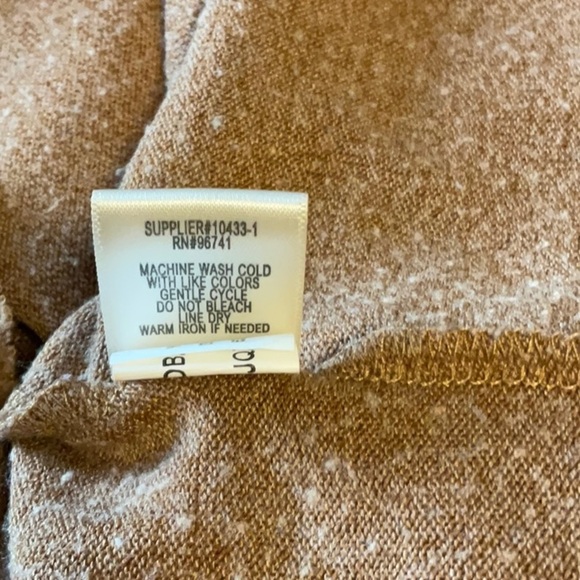 SUPPLIER#10433-1
RN#96741
MACHINE WASH COLD
WITH LIKE COLORS
GENTLE CYCLE
DO NOT BLEACH
LINE DRY
WARM IRON IF NEEDED